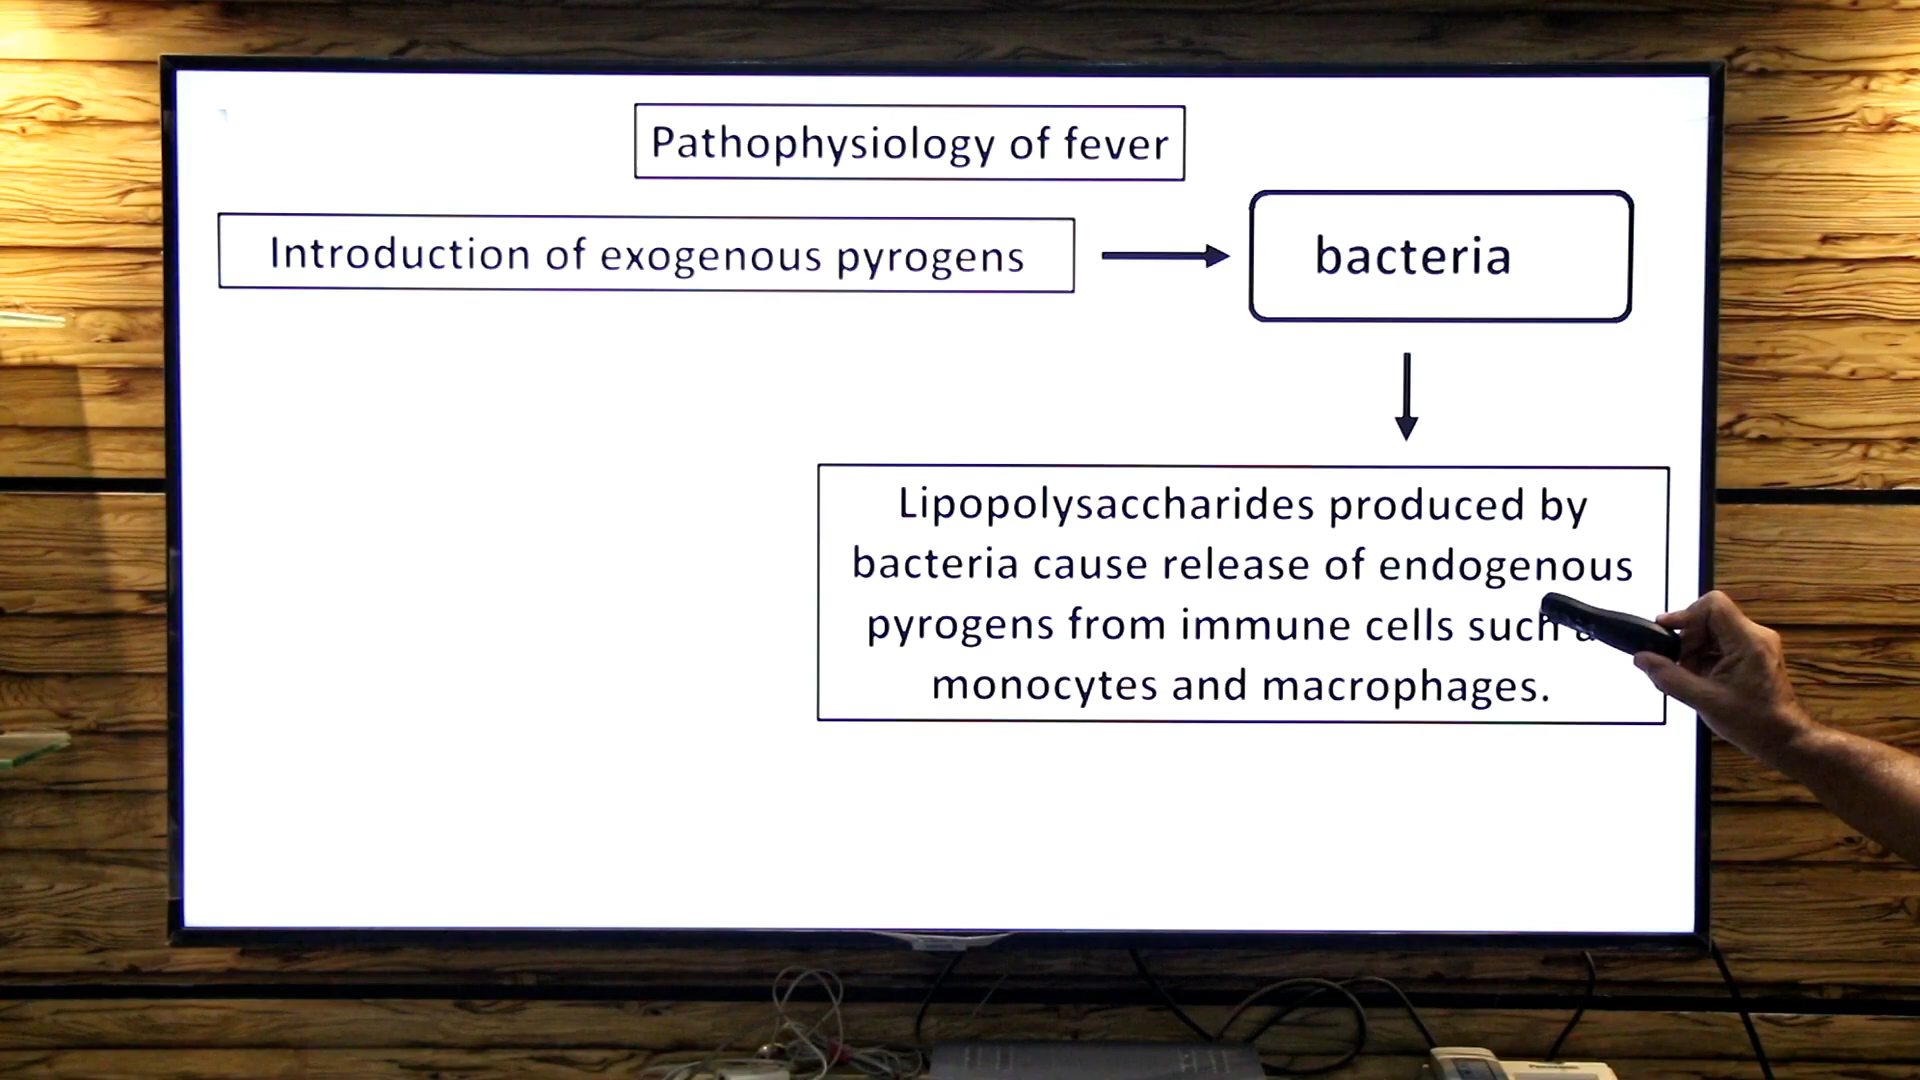 Pathophysiology of fever
Introduction of exogenous pyrogens
bacteria
Lipopolysaccharides produced by
bacteria cause release of endogenous
pyrogens from immune cells such
monocytes and macrophages.